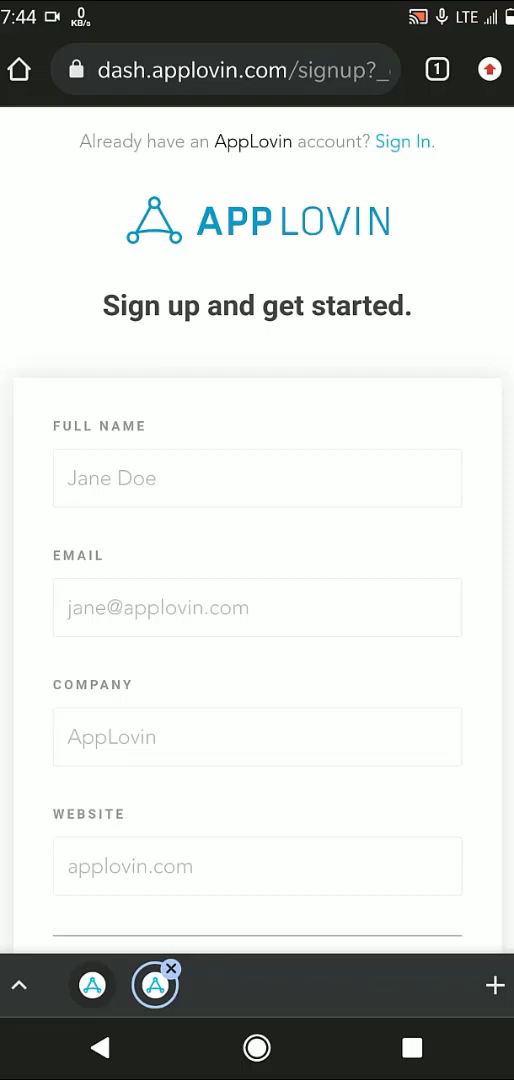 7:44 0 KB/s LTE
dash.applovin.com/signup?_
1
Already have an AppLovin account? Sign In.
APPLOVIN
Sign up and get started.
FULL NAME
Jane Doe
EMAIL
jane@applovin.com
COMPANY
AppLovin
WEBSITE
applovin.com